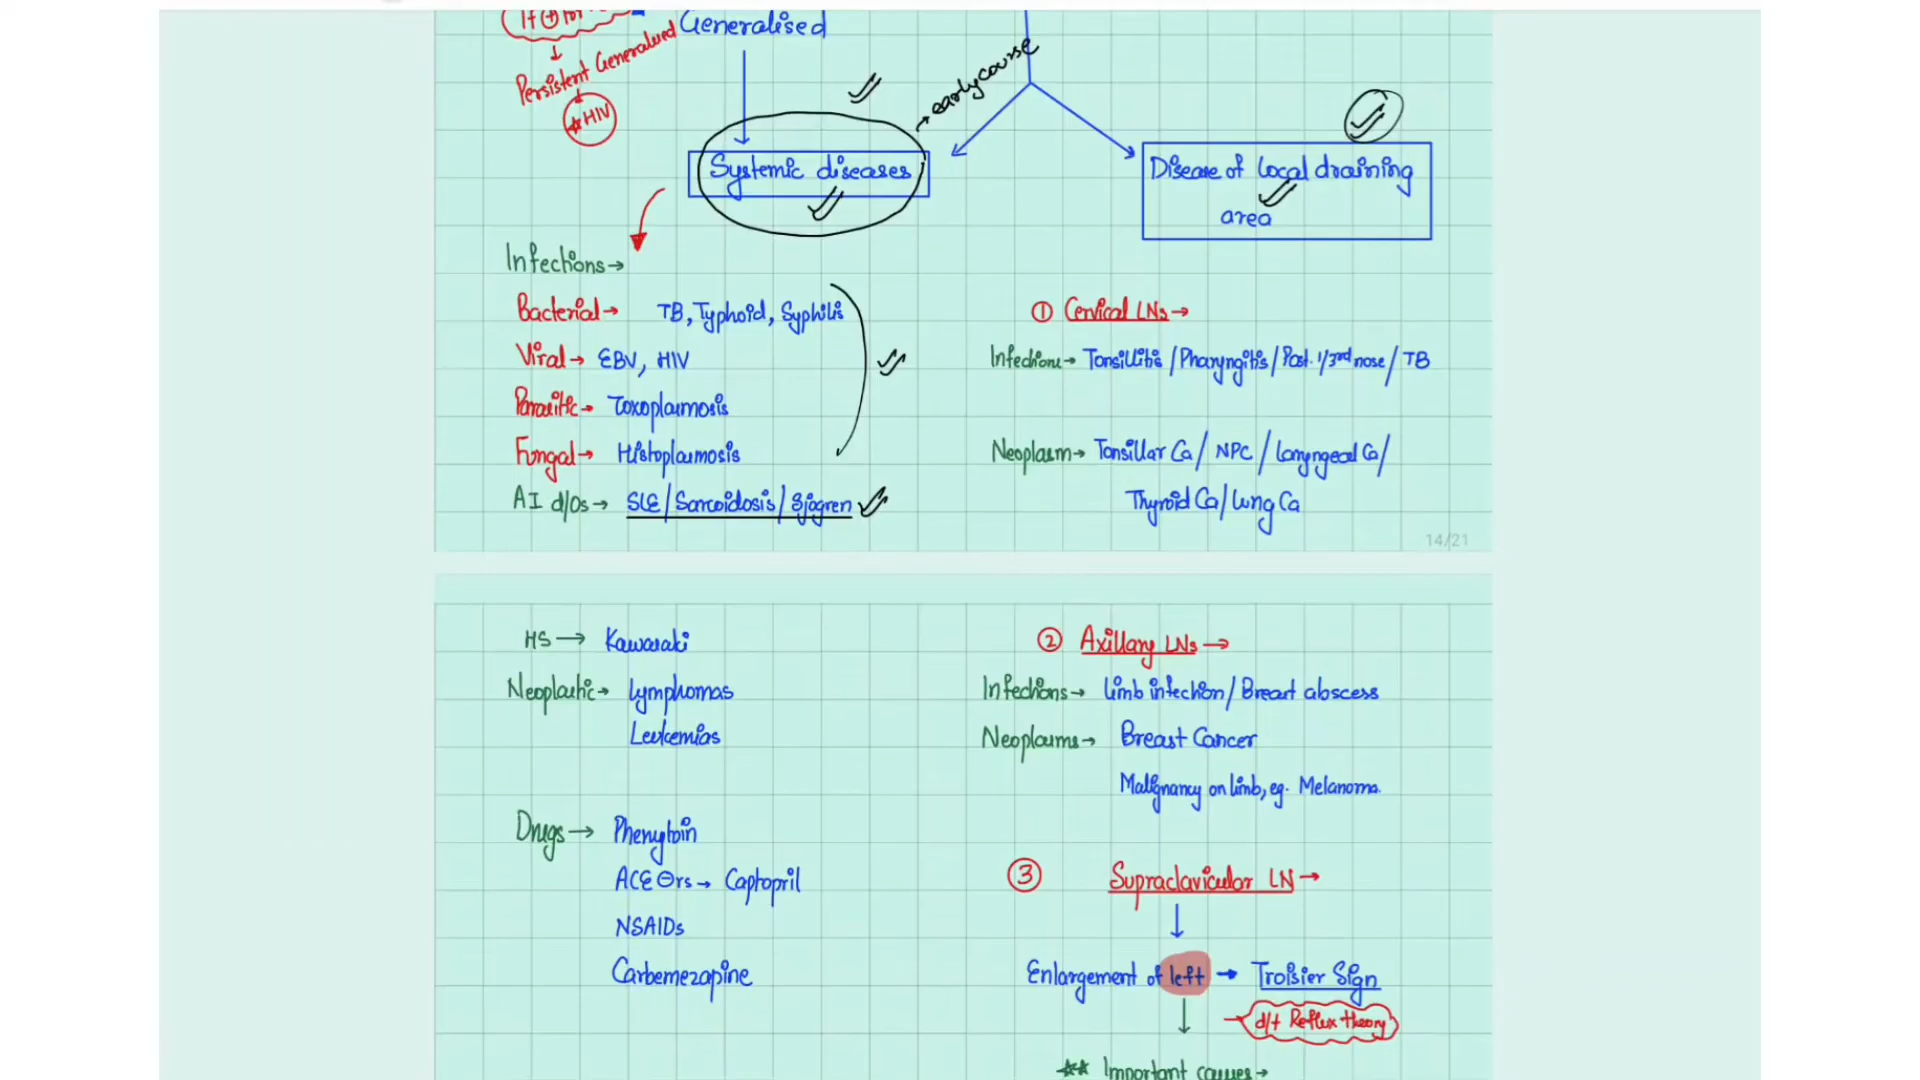 If (+) for
Generalised
↓
Persistent Generalised
★HIV
→ early course
Systemic diseases
Disease of local draining
area
Infections→
Bacterial→ TB, Typhoid, Syphilis
Viral→ EBV, HIV
Parasitic→ Toxoplasmosis
Fungal→ Histoplasmosis
AI d/Os→ SLE/Sarcoidosis/Sjogren
① Cervical LNs→
Infections→ Tonsillitis/Pharyngitis/Post. 1/3rd nose/TB
Neoplasm→ Tonsillar Ca/NPC/Laryngeal Ca/
Thyroid Ca/Lung Ca
14/21
HS→ Kawasaki
Neoplastic→ Lymphomas
Leukemias
Drugs→ Phenytoin
ACE⊖rs→ Captopril
NSAIDs
Carbemezapine
② Axillary LNs→
Infections→ Limb infection/Breast abscess
Neoplasms→ Breast Cancer
Malignancy on limb, eg. Melanoma.
③ Supraclavicular LN→
↓
Enlargement of left → Troisier Sign
↓ → d/t Reflux theory
★★ Important causes→